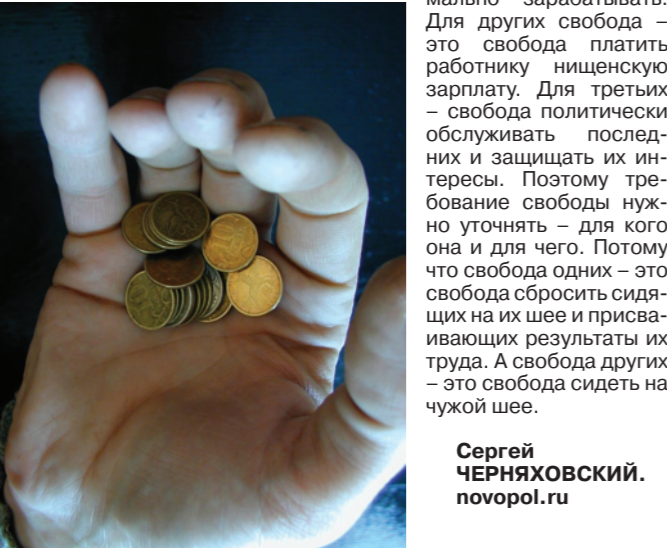 мально зарабатывать.
Для других свобода –
это свобода платить
работнику нищенскую
зарплату. Для третьих
– свобода политически
обслуживать послед-
них и защищать их ин-
тересы. Поэтому тре-
бование свободы нуж-
но уточнять – для кого
она и для чего. Потому
что свобода одних – это
свобода сбросить сидя-
щих на их шее и присва-
ивающих результаты их
труда. А свобода других
– это свобода сидеть на
чужой шее.
Сергей
ЧЕРНЯХОВСКИЙ.
novopol.ru